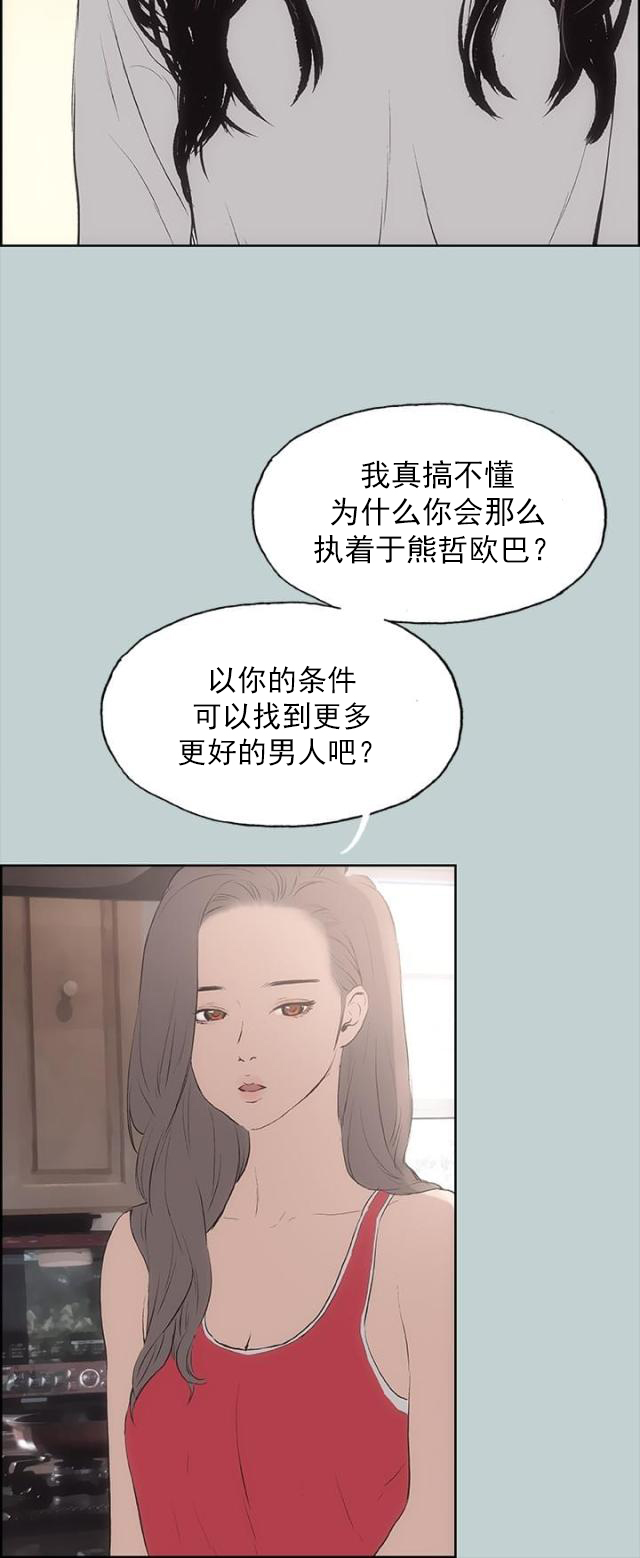 我真搞不懂
为什么你会那么
执着于熊哲欧巴?
以你的条件
可以找到更多
更好的男人吧?